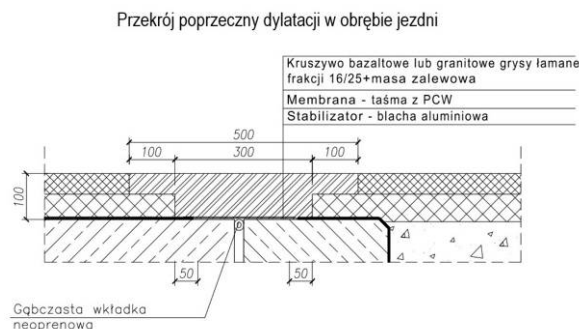 Przekrój poprzeczny dylatacji w obrębie jezdni
Kruszywo bazaltowe lub granitowe grysy łamane
frakcji 16/25+masa zalewowa
Membrana - taśma z PCW
Stabilizator - blacha aluminiowa
500
100 300 100
100
50 50
Gąbczasta wkładka
neoprenowa